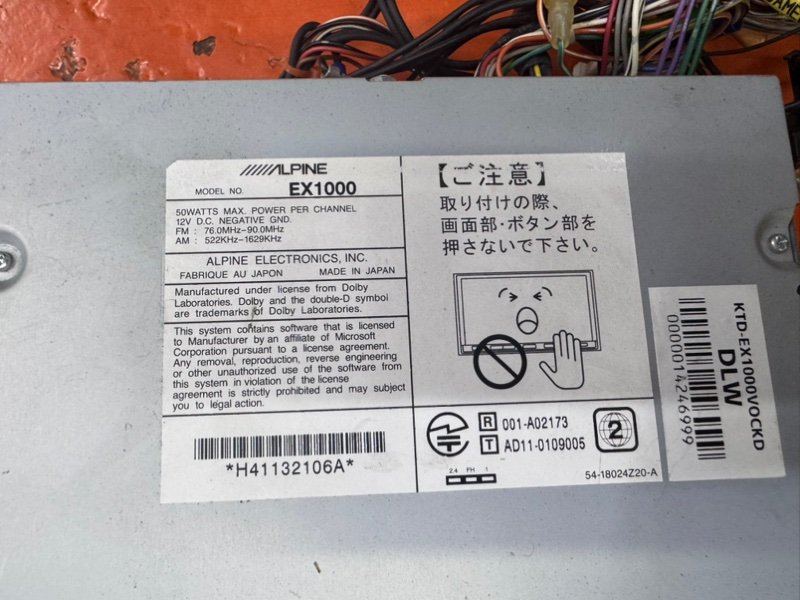 ALPINE
MODEL NO. EX1000
50WATTS MAX. POWER PER CHANNEL
12V D.C. NEGATIVE GND.
FM : 76.0MHz-90.0MHz
AM : 522KHz-1629KHz
ALPINE ELECTRONICS, INC.
FABRIQUE AU JAPON MADE IN JAPAN
Manufactured under license from Dolby
Laboratories. Dolby and the double-D symbol
are trademarks of Dolby Laboratories.
This system contains software that is licensed
to Manufacturer by an affiliate of Microsoft
Corporation pursuant to a license agreement.
Any removal, reproduction, reverse engineering
or other unauthorized use of the software from
this system in violation of the license
agreement is strictly prohibited and may subject
you to legal action.
*H41132106A*
【ご注意】
取り付けの際、
画面部・ボタン部を
押さないで下さい。
R 001-A02173
T AD11-0109005
2
2.4 FH 1
54-18024Z20-A
KTD-EX1000VOCKD
DLW
0000014246999
GAME